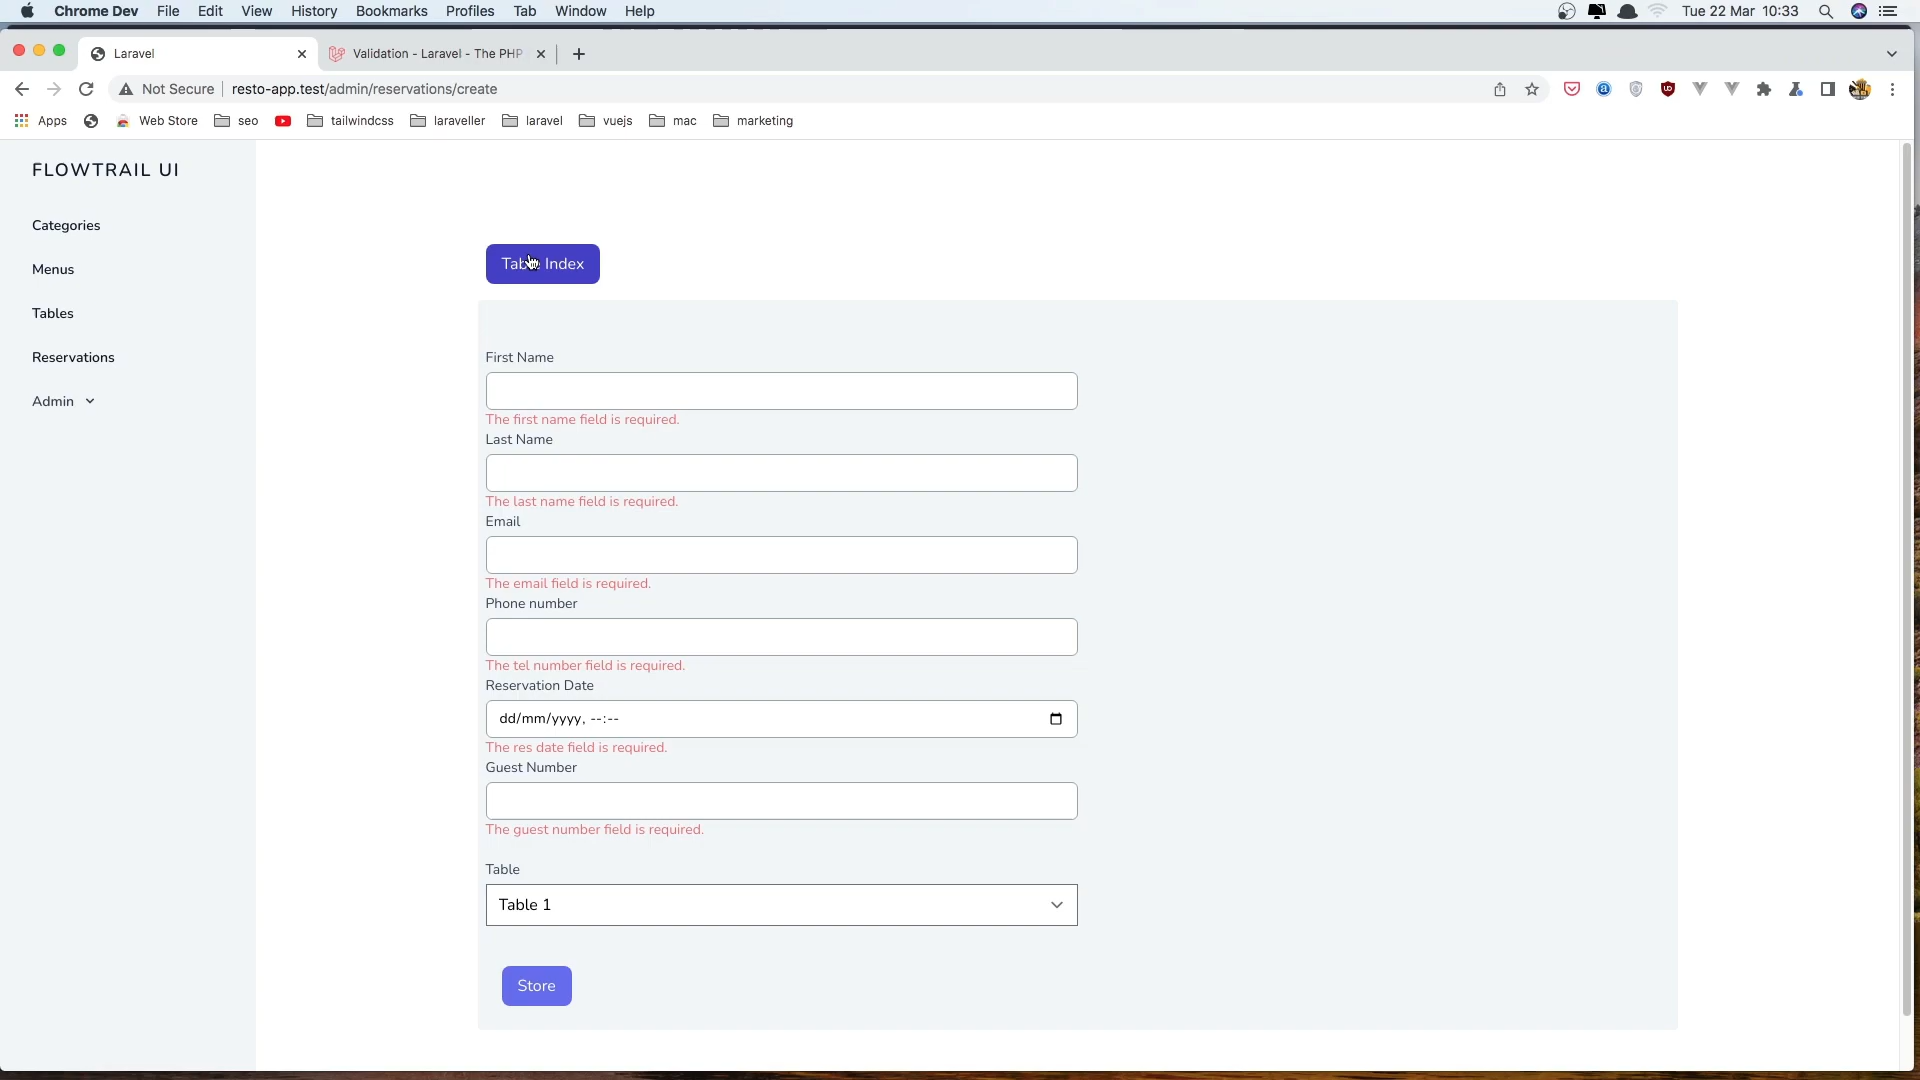 Chrome Dev File Edit View History Bookmarks Profiles Tab Window Help Tue 22 Mar 10:33
Laravel Validation - Laravel - The PHP
Not Secure resto-app.test/admin/reservations/create
Apps Web Store seo tailwindcss laraveller laravel vuejs mac marketing
FLOWTRAIL UI
Categories
Menus
Tables
Reservations
Admin
Table Index
First Name
The first name field is required.
Last Name
The last name field is required.
Email
The email field is required.
Phone number
The tel number field is required.
Reservation Date
dd/mm/yyyy, --:--
The res date field is required.
Guest Number
The guest number field is required.
Table
Table 1
Store